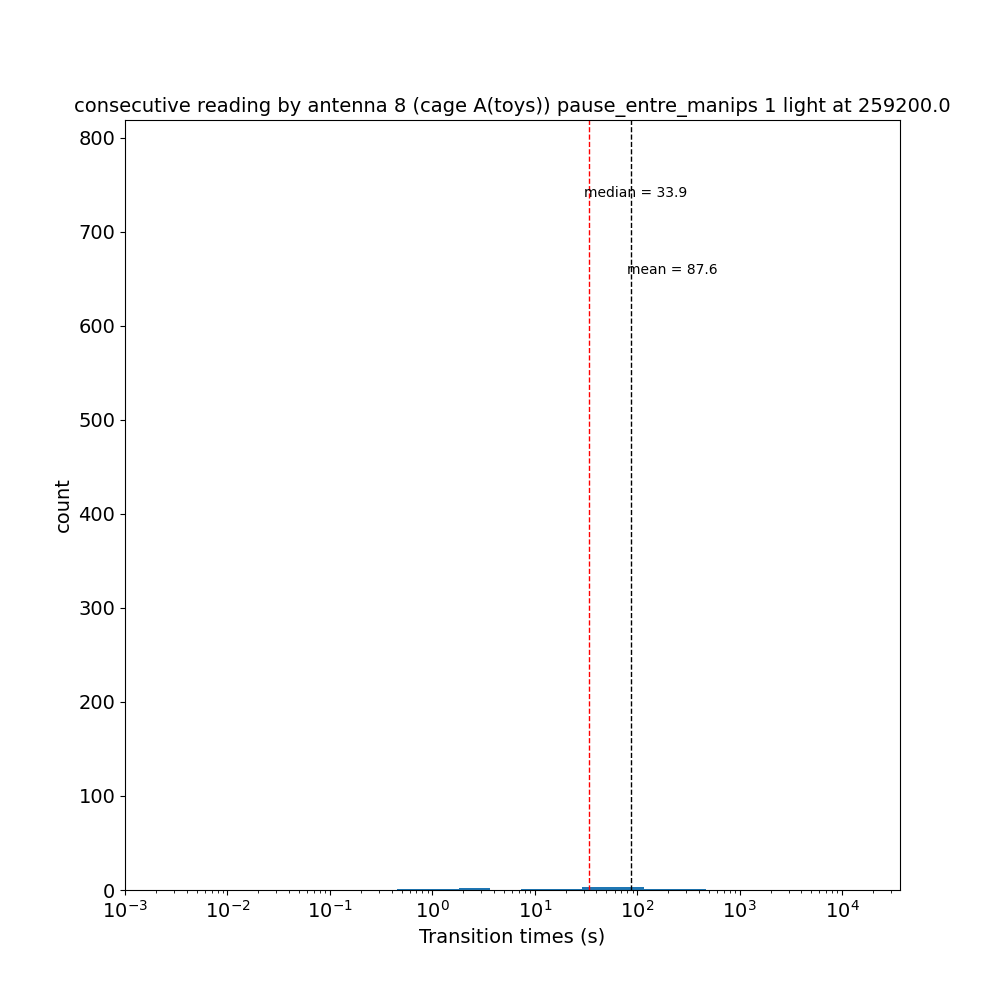 consecutive reading by antenna 8 (cage A(toys)) pause_entre_manips 1 light at 259200.0
800
median = 33.9
700
mean = 87.6
600
500
count
400
300
200
100
0
10⁻³ 10⁻² 10⁻¹ 10⁰ 10¹ 10² 10³ 10⁴
Transition times (s)